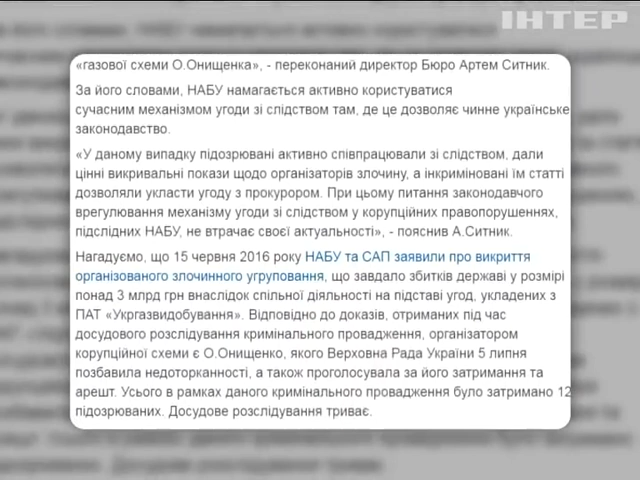 ІНТЕР
«газової схеми О.Онищенка», - переконаний директор Бюро Артем Ситник.
За його словами, НАБУ намагається активно користуватися
сучасним механізмом угоди зі слідством там, де це дозволяє чинне українське
законодавство.
«У даному випадку підозрювані активно співпрацювали зі слідством, дали
цінні викривальні покази щодо організаторів злочину, а інкриміновані їм статті
дозволяли укласти угоду з прокурором. При цьому питання законодавчого
врегулювання механізму угоди зі слідством у корупційних правопорушеннях,
підслідних НАБУ, не втрачає своєї актуальності», - пояснив А.Ситник.
Нагадуємо, що 15 червня 2016 року НАБУ та САП заявили про викриття
організованого злочинного угруповання, що завдало збитків державі у розмірі
понад 3 млрд грн внаслідок спільної діяльності на підставі угод, укладених з
ПАТ «Укргазвидобування». Відповідно до доказів, отриманих під час
досудового розслідування кримінального провадження, організатором
корупційної схеми є О.Онищенко, якого Верховна Рада України 5 липня
позбавила недоторканності, а також проголосувала за його затримання та
арешт. Усього в рамках даного кримінального провадження було затримано 12
підозрюваних. Досудове розслідування триває.